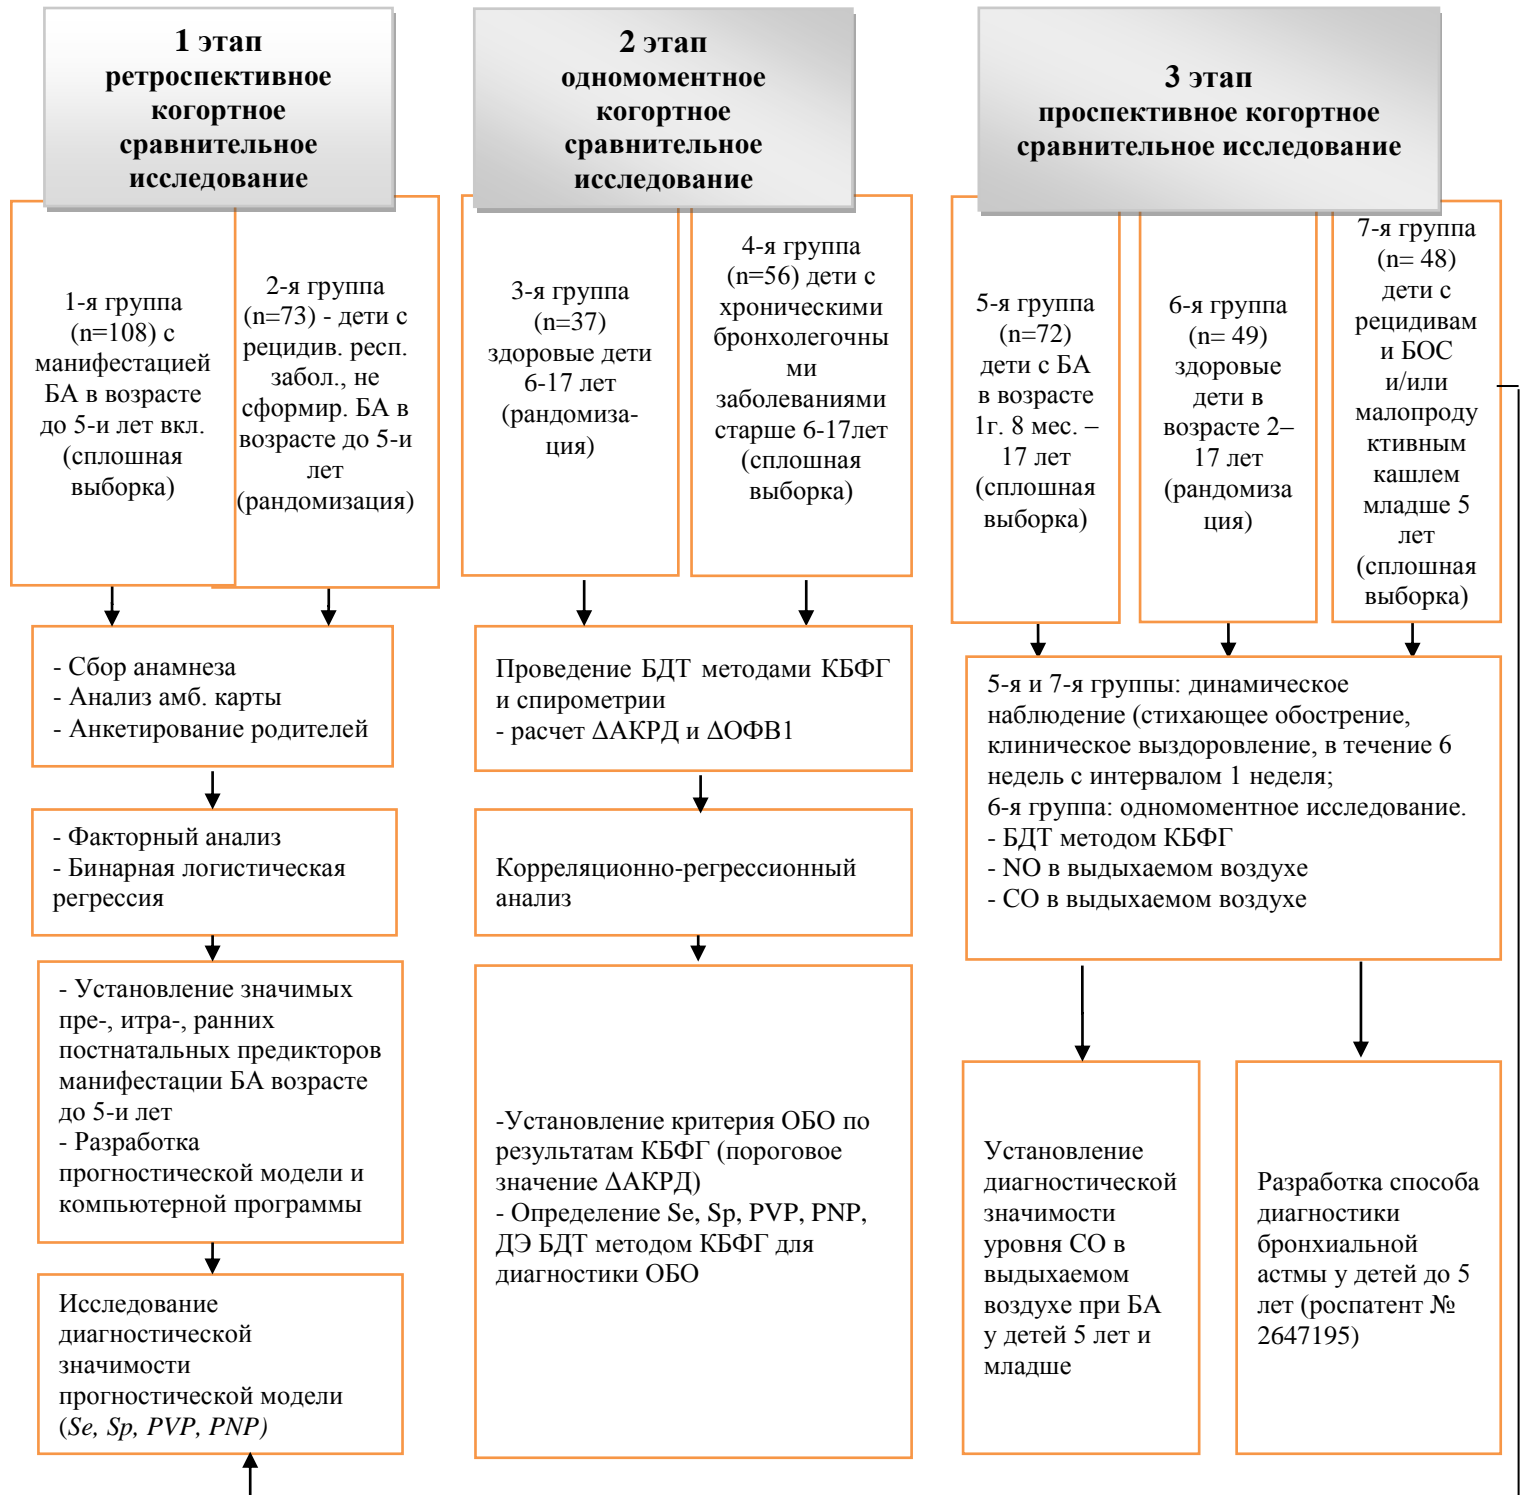 1 этап
ретроспективное
когортное
сравнительное
исследование
2 этап
одномоментное
когортное
сравнительное
исследование
3 этап
проспективное когортное
сравнительное исследование
1-я группа
(n=108) с
манифестацией
БА в возрасте
до 5-и лет вкл.
(сплошная
выборка)
2-я группа
(n=73) - дети с
рецидив. респ.
забол., не
сформир. БА в
возрасте до 5-и
лет
(рандомизация)
3-я группа
(n=37)
здоровые дети
6-17 лет
(рандомиза-
ция)
4-я группа
(n=56) дети с
хроническими
бронхолегочны
ми
заболеваниями
старше 6-17лет
(сплошная
выборка)
5-я группа
(n=72)
дети с БА
в возрасте
1г. 8 мес. –
17 лет
(сплошная
выборка)
6-я группа
(n= 49)
здоровые
дети в
возрасте 2–
17 лет
(рандомиза
ция)
7-я группа
(n= 48)
дети с
рецидивам
и БОС
и/или
малопроду
ктивным
кашлем
младше 5
лет
(сплошная
выборка)
- Сбор анамнеза
- Анализ амб. карты
- Анкетирование родителей
- Факторный анализ
- Бинарная логистическая
регрессия
- Установление значимых
пре-, итра-, ранних
постнатальных предикторов
манифестации БА возрасте
до 5-и лет
- Разработка
прогностической модели и
компьютерной программы
Исследование
диагностической
значимости
прогностической модели
(Se, Sp, PVP, PNP)
Проведение БДТ методами КБФГ
и спирометрии
- расчет ΔАКРД и ΔОФВ1
Корреляционно-регрессионный
анализ
-Установление критерия ОБО по
результатам КБФГ (пороговое
значение ΔАКРД)
- Определение Se, Sp, PVP, PNP,
ДЭ БДТ методом КБФГ для
диагностики ОБО
5-я и 7-я группы: динамическое
наблюдение (стихающее обострение,
клиническое выздоровление, в течение 6
недель с интервалом 1 неделя;
6-я группа: одномоментное исследование.
- БДТ методом КБФГ
- NO в выдыхаемом воздухе
- СО в выдыхаемом воздухе
Установление
диагностической
значимости
уровня СО в
выдыхаемом
воздухе при БА
у детей 5 лет и
младше
Разработка способа
диагностики
бронхиальной
астмы у детей до 5
лет (роспатент №
2647195)